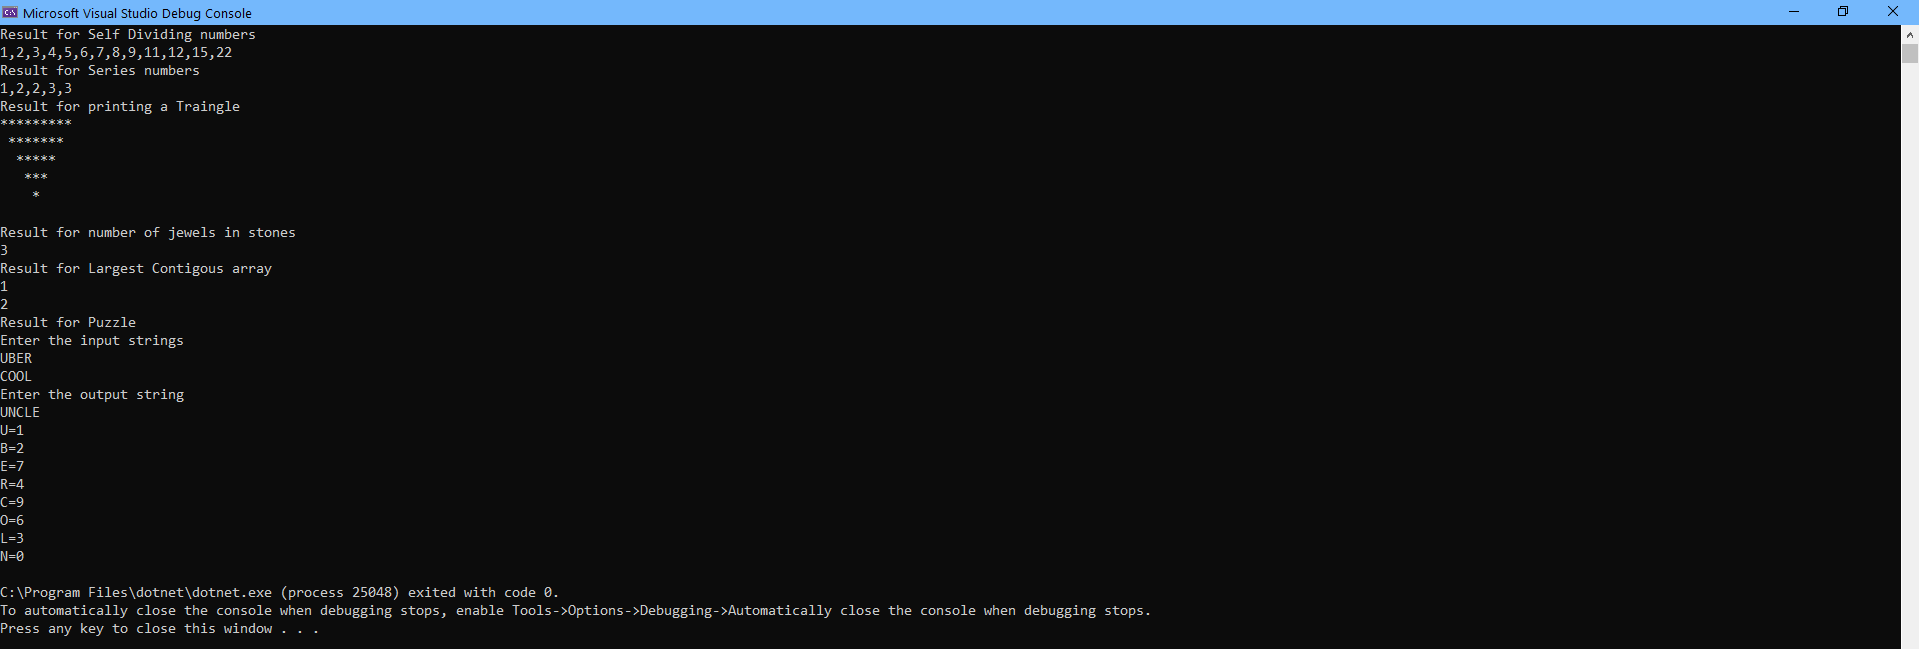 Microsoft Visual Studio Debug Console
Result for Self Dividing numbers
1,2,3,4,5,6,7,8,9,11,12,15,22
Result for Series numbers
1,2,2,3,3
Result for printing a Traingle
*********
 *******
  *****
   ***
    *
Result for number of jewels in stones
3
Result for Largest Contigous array
1
2
Result for Puzzle
Enter the input strings
UBER
COOL
Enter the output string
UNCLE
U=1
B=2
E=7
R=4
C=9
O=6
L=3
N=0
C:\Program Files\dotnet\dotnet.exe (process 25048) exited with code 0.
To automatically close the console when debugging stops, enable Tools->Options->Debugging->Automatically close the console when debugging stops.
Press any key to close this window . . .